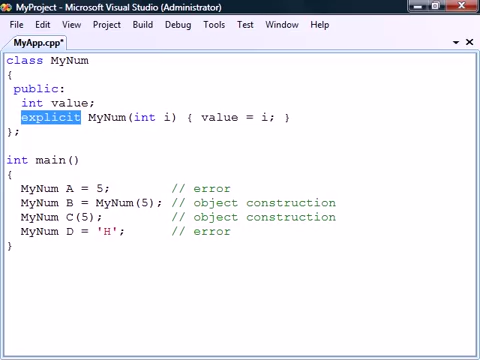 MyProject - Microsoft Visual Studio (Administrator)
File Edit View Project Build Debug Tools Test Window Help
MyApp.cpp*
class MyNum
{
public:
int value;
explicit MyNum(int i) { value = i; }
};
int main()
{
MyNum A = 5; // error
MyNum B = MyNum(5); // object construction
MyNum C(5); // object construction
MyNum D = 'H'; // error
}